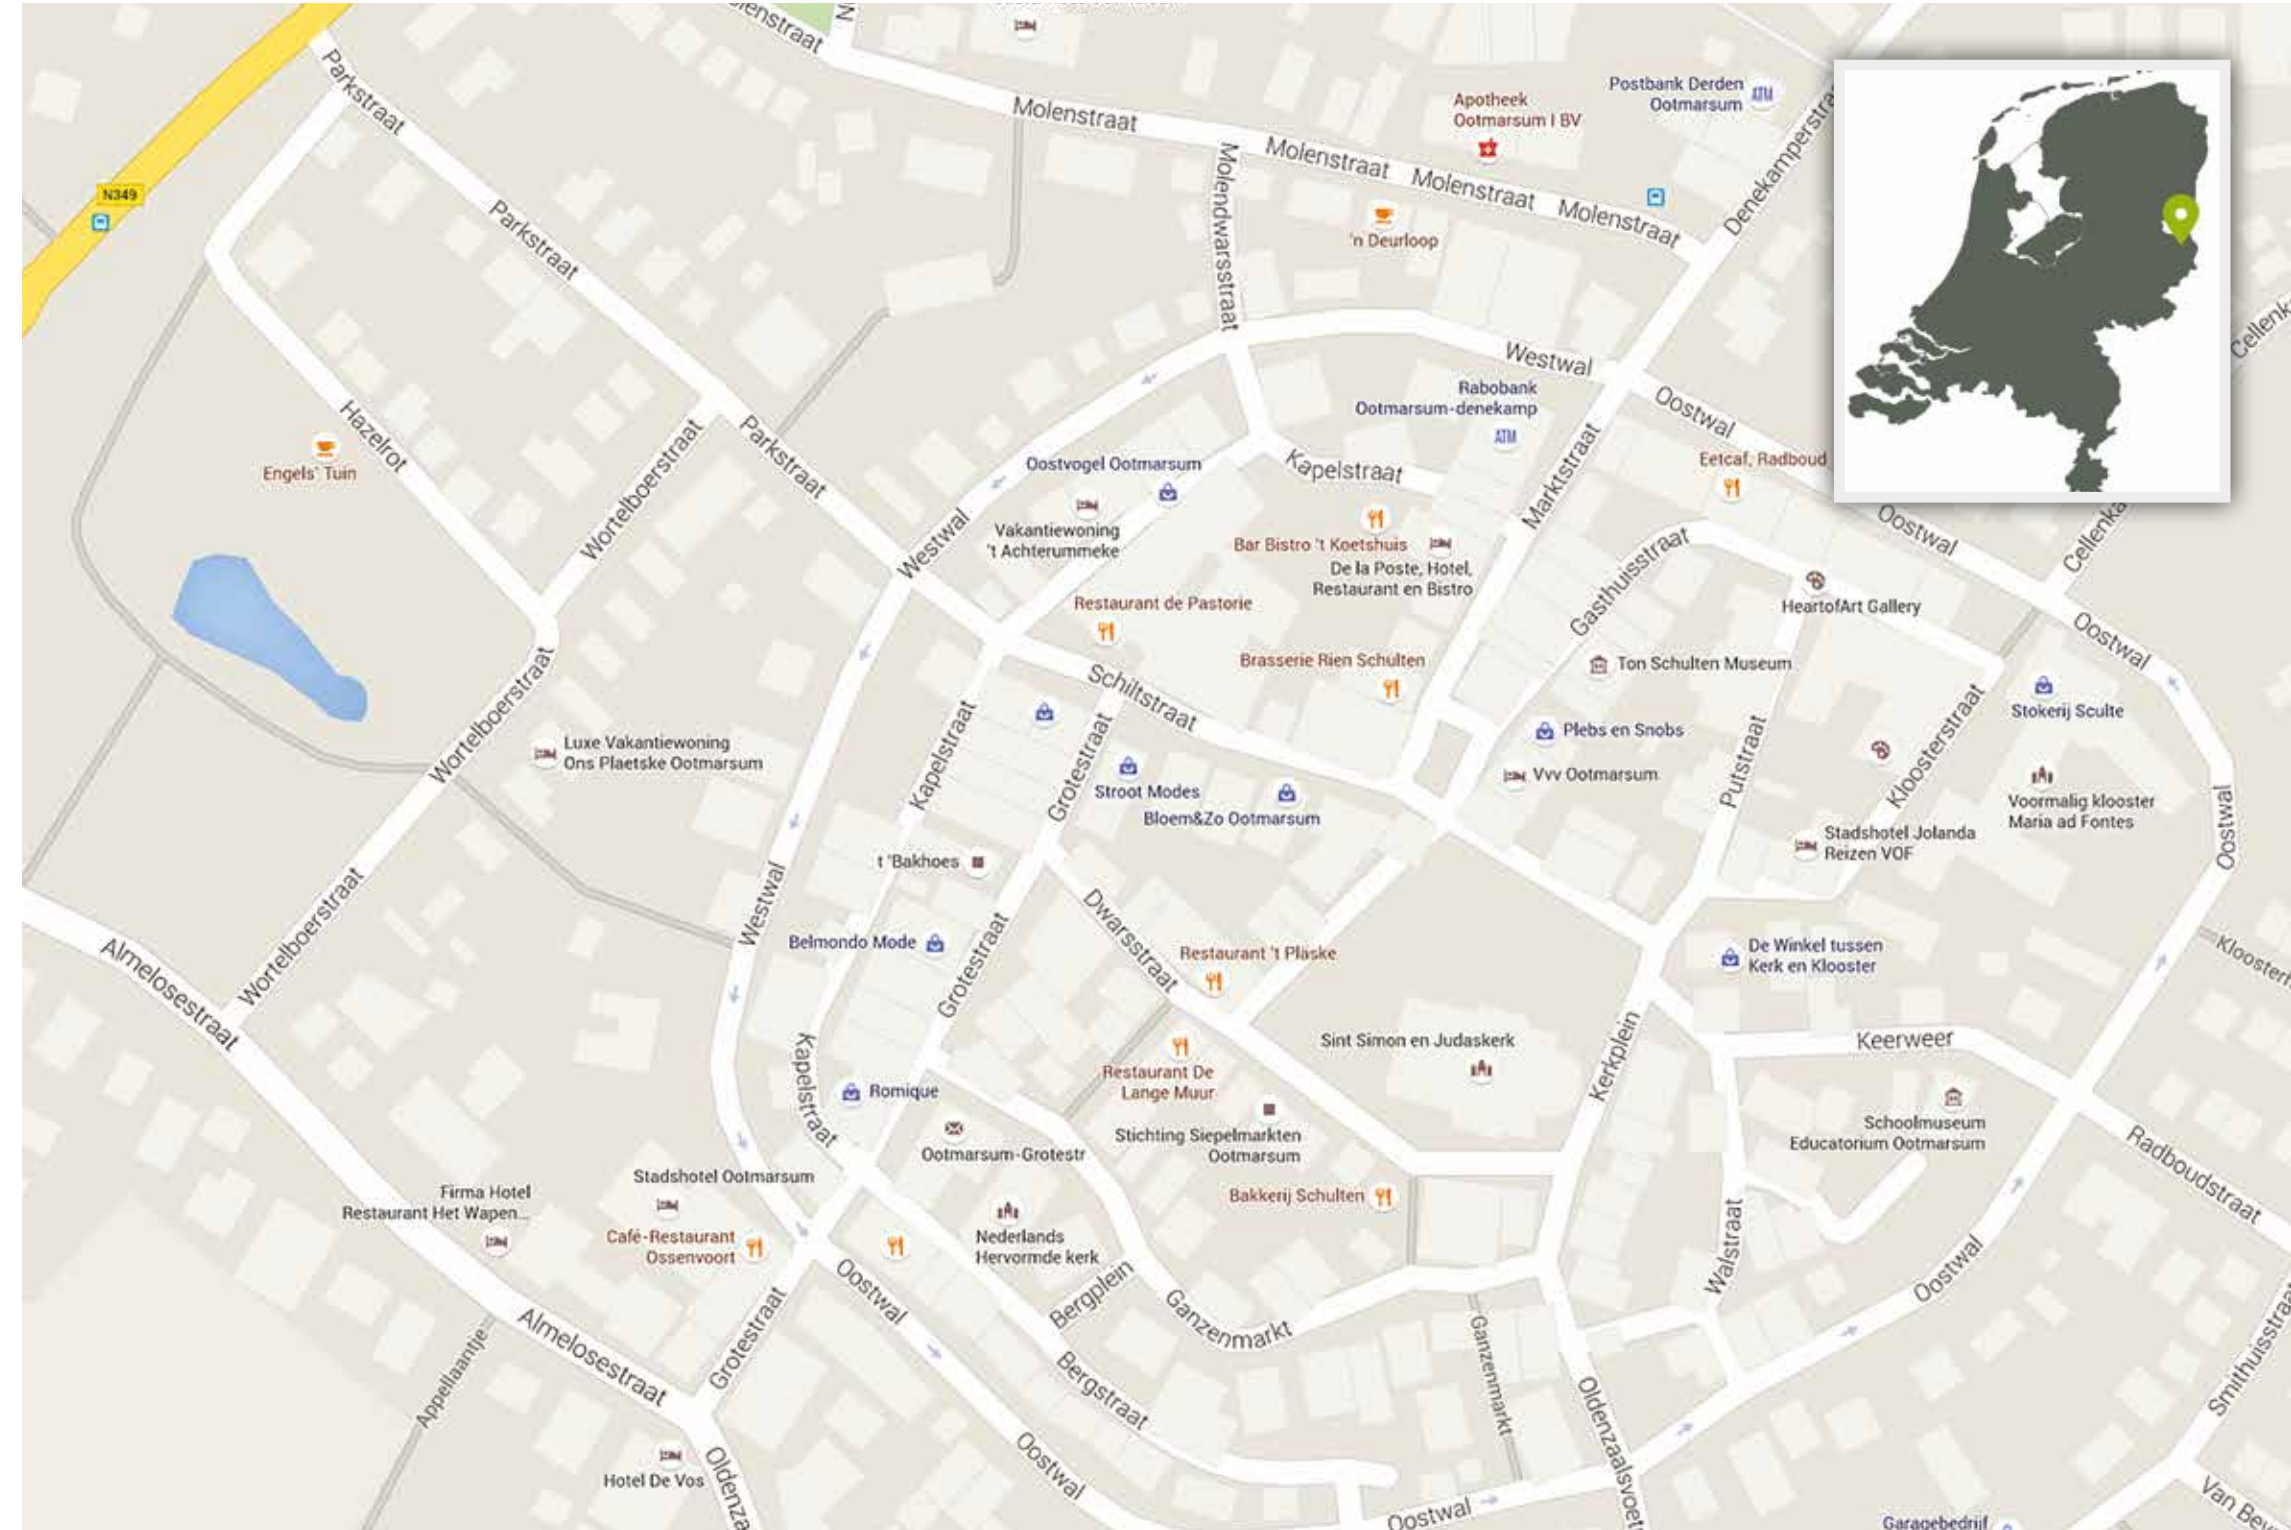 Molenstraat
Parkstraat
Apotheek
Ootmarsum I BV
Postbank Derden
Ootmarsum
ATM
Molenstraat
Molenstraat
Molenstraat
Molenstraat
N349
Parkstraat
Molendwarsstraat
'n Deurloop
Westwal
Oostwal
Rabobank
Ootmarsum-denekamp
ATM
Hazelrot
Engels' Tuin
Wortelboerstraat
Parkstraat
Oostvogel Ootmarsum
Kapelstraat
Marktstraat
Eetcaf, Radboud
Westwal
Vakantiewoning
't Achterummeke
Bar Bistro 't Koetshuis
De la Poste, Hotel,
Restaurant en Bistro
Gasthuisstraat
Oostwal
HeartofArt Gallery
Restaurant de Pastorie
Brasserie Rien Schulten
Ton Schulten Museum
Oostwal
Schiltstraat
Wortelboerstraat
Luxe Vakantiewoning
Ons Plaetske Ootmarsum
Kapelstraat
Grotestraat
Stroot Modes
Bloem&Zo Ootmarsum
Plebs en Snobs
Vvv Ootmarsum
Putstraat
Kloosterstraat
Stokerij Sculte
Voormalig klooster
Maria ad Fontes
Stadshotel Jolanda
Reizen VOF
Oostwal
t 'Bakhoes
Westwal
Belmondo Mode
Grotestraat
Dwarsstraat
Restaurant 't Pläske
De Winkel tussen
Kerk en Klooster
Wortelboerstraat
Almelosestraat
Kapelstraat
Romique
Restaurant De
Lange Muur
Sint Simon en Judaskerk
Kerkplein
Keerweer
Schoolmuseum
Educatorium Ootmarsum
Radboudstraat
Ootmarsum-Grotestr
Stichting Siepelmarkten
Ootmarsum
Stadshotel Ootmarsum
Firma Hotel
Restaurant Het Wapen...
Café-Restaurant
Ossenvoort
Nederlands
Hervormde kerk
Bakkerij Schulten
Walstraat
Oostwal
Oostwal
Bergplein
Ganzenmarkt
Grotestraat
Almelosestraat
Appellaantje
Bergstraat
Ganzenmarkt
Hotel De Vos
Oostwal
Oostwal
Garagebedrijf